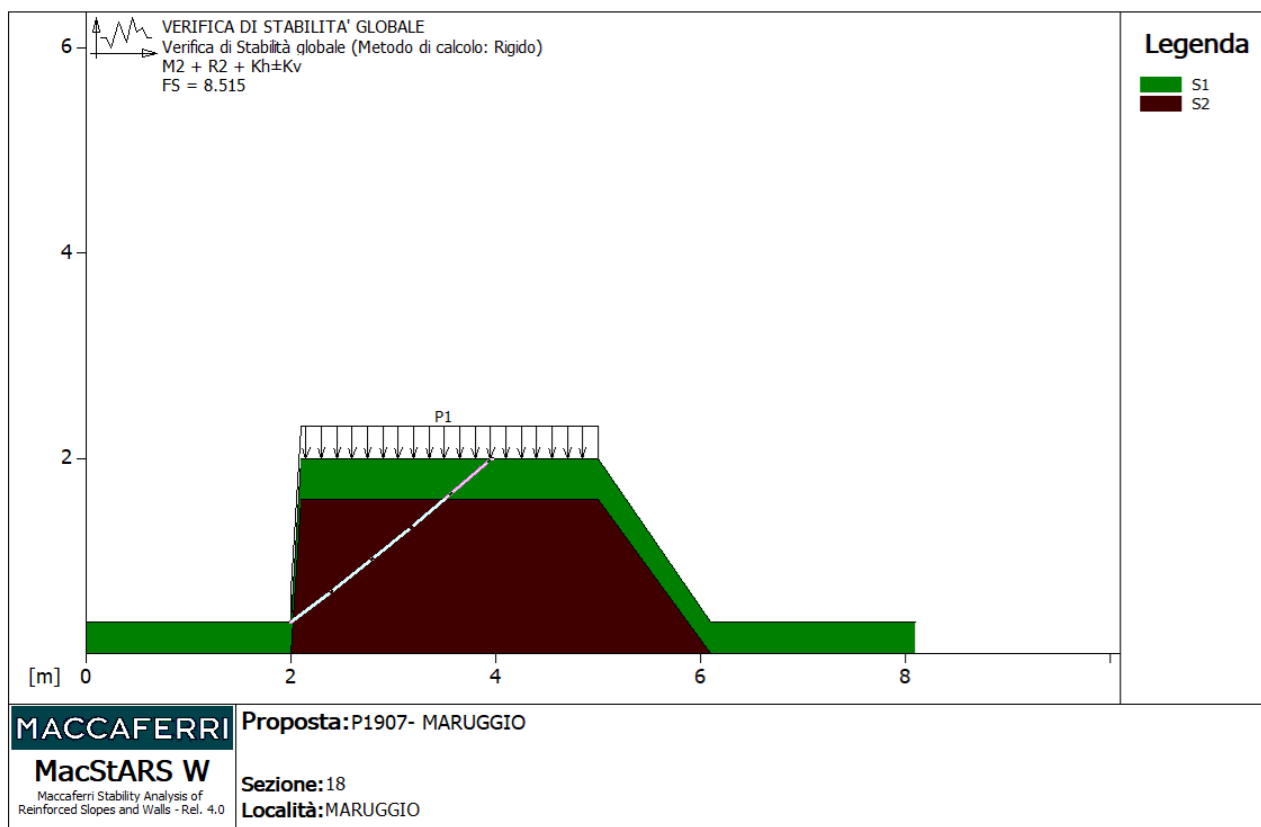 VERIFICA DI STABILITA' GLOBALE
Verifica di Stabilità globale (Metodo di calcolo: Rigido)
M2 + R2 + Kh±Kv
FS = 8.515
Legenda
S1
S2
6
4
2
P1
[m] 0 2 4 6 8
MACCAFERRI
MacStARS W
Maccaferri Stability Analysis of
Reinforced Slopes and Walls - Rel. 4.0
Proposta: P1907- MARUGGIO
Sezione: 18
Località: MARUGGIO